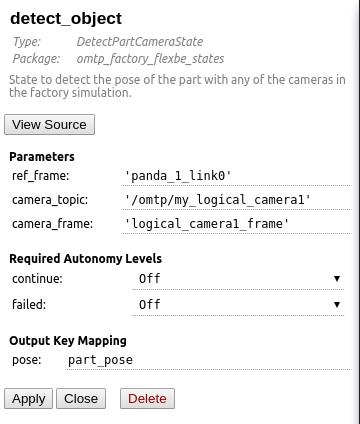 detect_object
Type: DetectPartCameraState
Package: omtp_factory_flexbe_states
State to detect the pose of the part with any of the cameras in
the factory simulation.
View Source
Parameters
ref_frame: 'panda_1_link0'
camera_topic: '/omtp/my_logical_camera1'
camera_frame: 'logical_camera1_frame'
Required Autonomy Levels
continue: Off
failed: Off
Output Key Mapping
pose: part_pose
Apply Close Delete